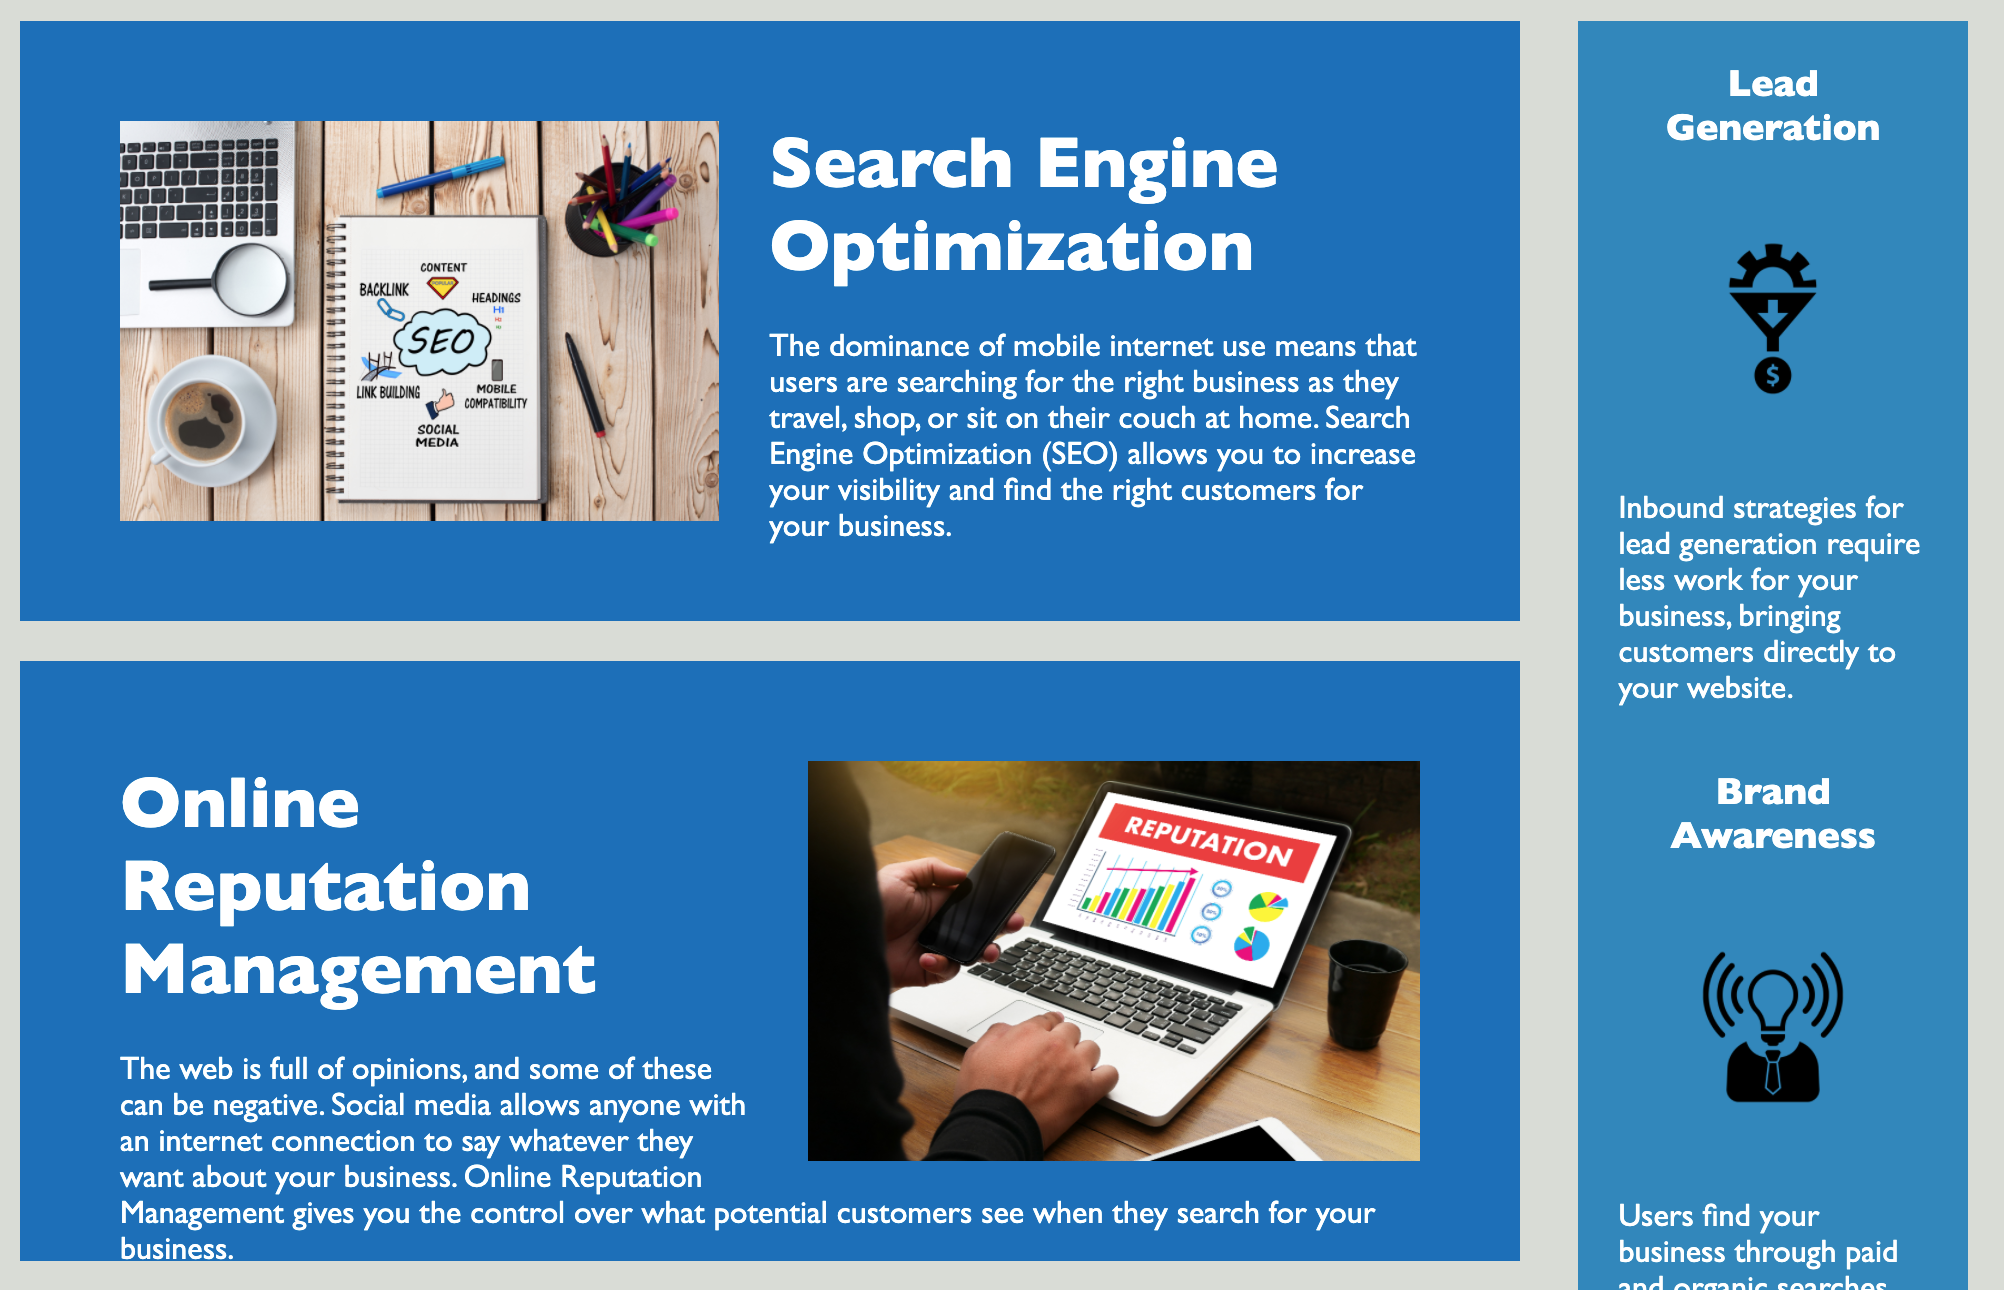 Search Engine
Optimization
The dominance of mobile internet use means that
users are searching for the right business as they
travel, shop, or sit on their couch at home. Search
Engine Optimization (SEO) allows you to increase
your visibility and find the right customers for
your business.
CONTENT
POPULAR
BACKLINK
HEADINGS
H1
H2
H3
SEO
LINK BUILDING
MOBILE
COMPATIBILITY
SOCIAL
MEDIA
Online
Reputation
Management
The web is full of opinions, and some of these
can be negative. Social media allows anyone with
an internet connection to say whatever they
want about your business. Online Reputation
Management gives you the control over what potential customers see when they search for your
business.
REPUTATION
Lead
Generation
$
Inbound strategies for
lead generation require
less work for your
business, bringing
customers directly to
your website.
Brand
Awareness
Users find your
business through paid
and organic searches